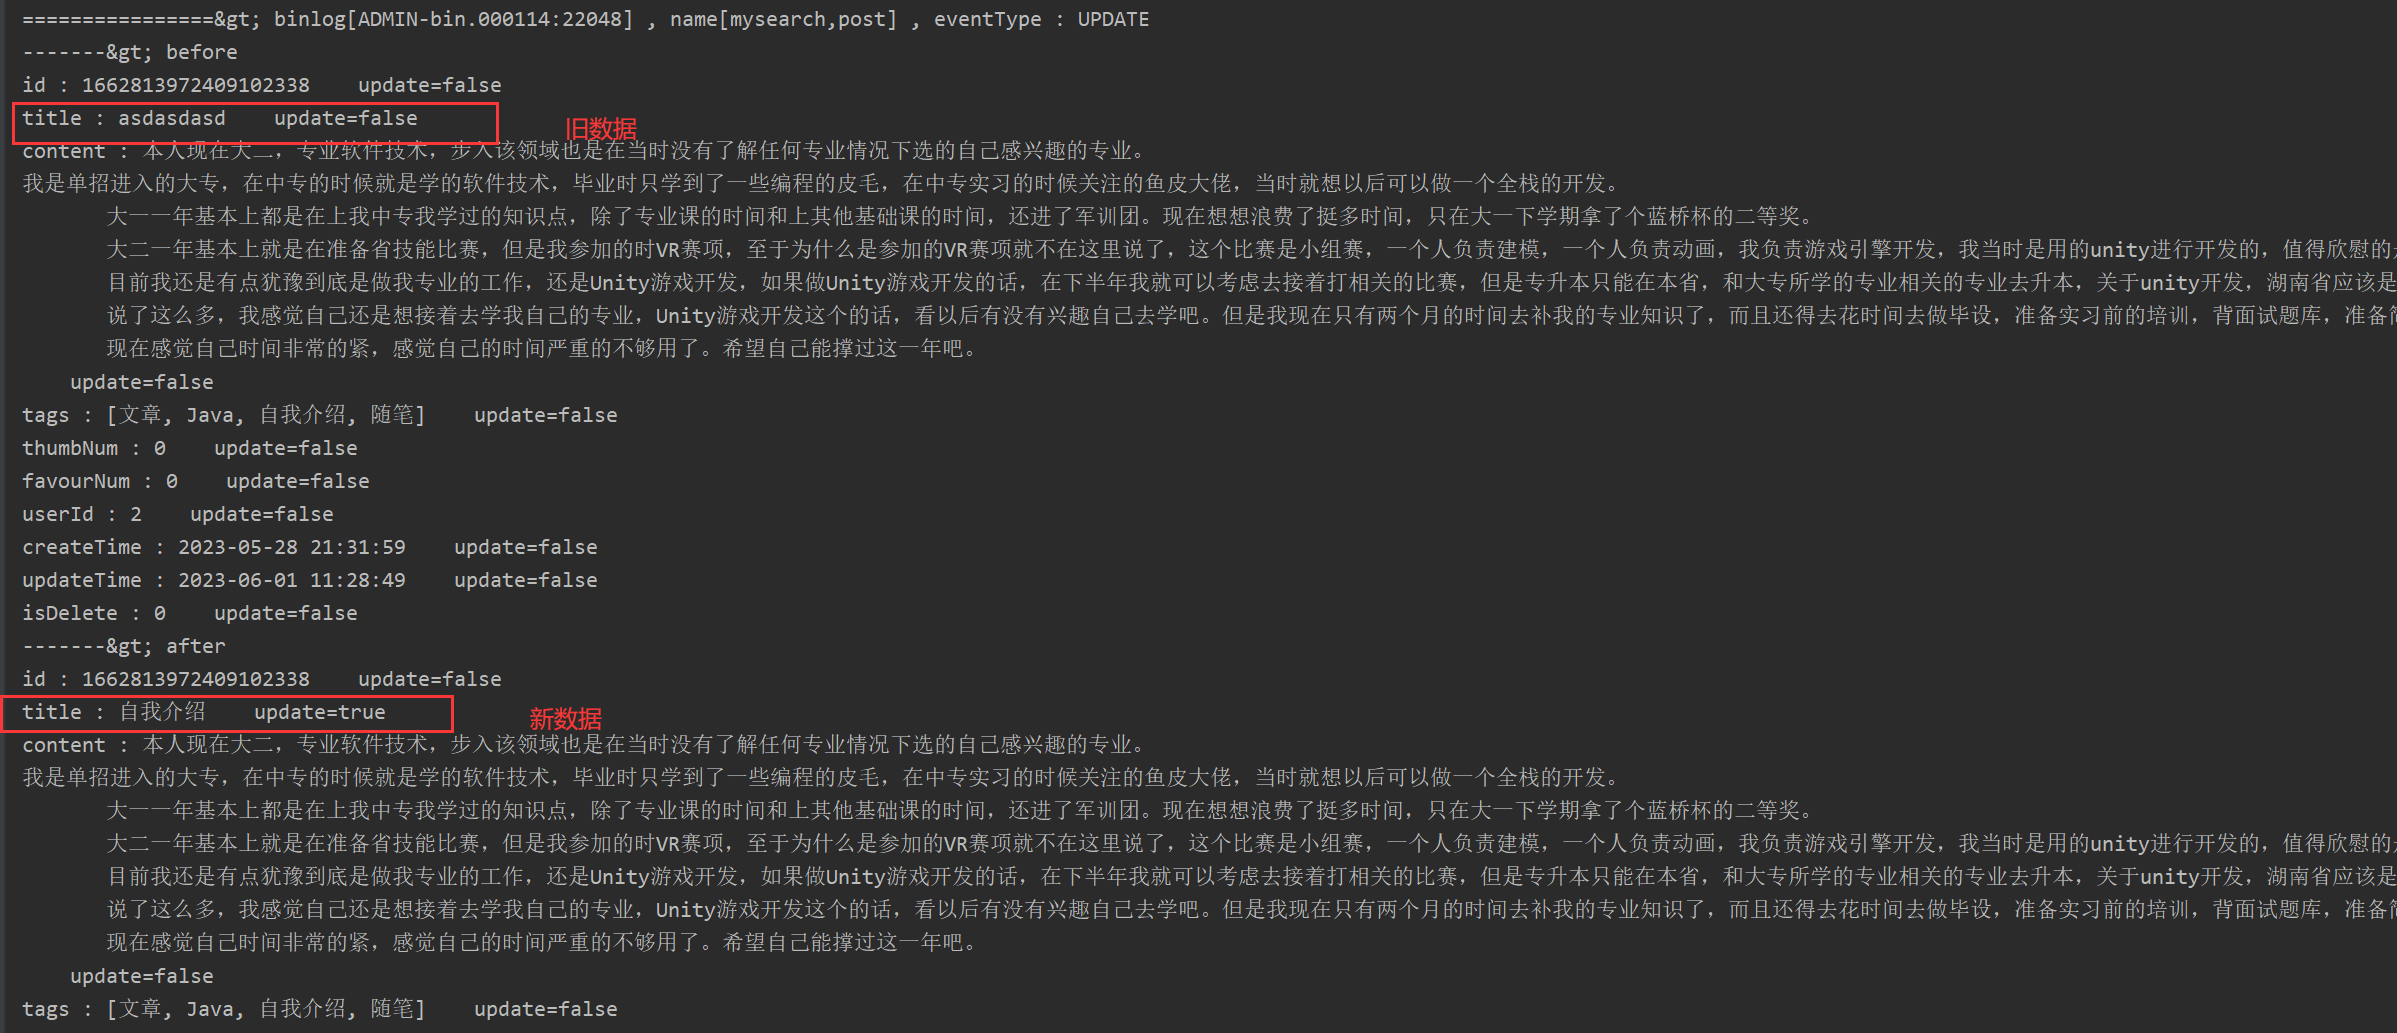 ================&gt; binlog[ADMIN-bin.000114:22048] , name[mysearch,post] , eventType : UPDATE
-------&gt; before
id : 1662813972409102338    update=false
title : asdasdasd    update=false
旧数据
content : 本人现在大二，专业软件技术，步入该领域也是在当时没有了解任何专业情况下选的自己感兴趣的专业。
我是单招进入的大专，在中专的时候就是学的软件技术，毕业时只学到了一些编程的皮毛，在中专实习的时候关注的鱼皮大佬，当时就想以后可以做一个全栈的开发。
大一一年基本上都是在上我中专我学过的知识点，除了专业课的时间和上其他基础课的时间，还进了军训团。现在想想浪费了挺多时间，只在大一下学期拿了个蓝桥杯的二等奖。
大二一年基本上就是在准备省技能比赛，但是我参加的时VR赛项，至于为什么是参加的VR赛项就不在这里说了，这个比赛是小组赛，一个人负责建模，一个人负责动画，我负责游戏引擎开发，我当时是用的unity进行开发的，值得欣慰的
目前我还是有点犹豫到底是做我专业的工作，还是Unity游戏开发，如果做Unity游戏开发的话，在下半年我就可以考虑去接着打相关的比赛，但是专升本只能在本省，和大专所学的专业相关的专业去升本，关于unity开发，湖南省应该是
说了这么多，我感觉自己还是想接着去学我自己的专业，Unity游戏开发这个的话，看以后有没有兴趣自己去学吧。但是我现在只有两个月的时间去补我的专业知识了，而且还得去花时间去做毕设，准备实习前的培训，背面试题库，准备
现在感觉自己时间非常的紧，感觉自己的时间严重的不够用了。希望自己能撑过这一年吧。
update=false
tags : [文章, Java, 自我介绍, 随笔]    update=false
thumbNum : 0    update=false
favourNum : 0    update=false
userId : 2    update=false
createTime : 2023-05-28 21:31:59    update=false
updateTime : 2023-06-01 11:28:49    update=false
isDelete : 0    update=false
-------&gt; after
id : 1662813972409102338    update=false
title : 自我介绍    update=true
新数据
content : 本人现在大二，专业软件技术，步入该领域也是在当时没有了解任何专业情况下选的自己感兴趣的专业。
我是单招进入的大专，在中专的时候就是学的软件技术，毕业时只学到了一些编程的皮毛，在中专实习的时候关注的鱼皮大佬，当时就想以后可以做一个全栈的开发。
大一一年基本上都是在上我中专我学过的知识点，除了专业课的时间和上其他基础课的时间，还进了军训团。现在想想浪费了挺多时间，只在大一下学期拿了个蓝桥杯的二等奖。
大二一年基本上就是在准备省技能比赛，但是我参加的时VR赛项，至于为什么是参加的VR赛项就不在这里说了，这个比赛是小组赛，一个人负责建模，一个人负责动画，我负责游戏引擎开发，我当时是用的unity进行开发的，值得欣慰的
目前我还是有点犹豫到底是做我专业的工作，还是Unity游戏开发，如果做Unity游戏开发的话，在下半年我就可以考虑去接着打相关的比赛，但是专升本只能在本省，和大专所学的专业相关的专业去升本，关于unity开发，湖南省应该是
说了这么多，我感觉自己还是想接着去学我自己的专业，Unity游戏开发这个的话，看以后有没有兴趣自己去学吧。但是我现在只有两个月的时间去补我的专业知识了，而且还得去花时间去做毕设，准备实习前的培训，背面试题库，准备
现在感觉自己时间非常的紧，感觉自己的时间严重的不够用了。希望自己能撑过这一年吧。
update=false
tags : [文章, Java, 自我介绍, 随笔]    update=false